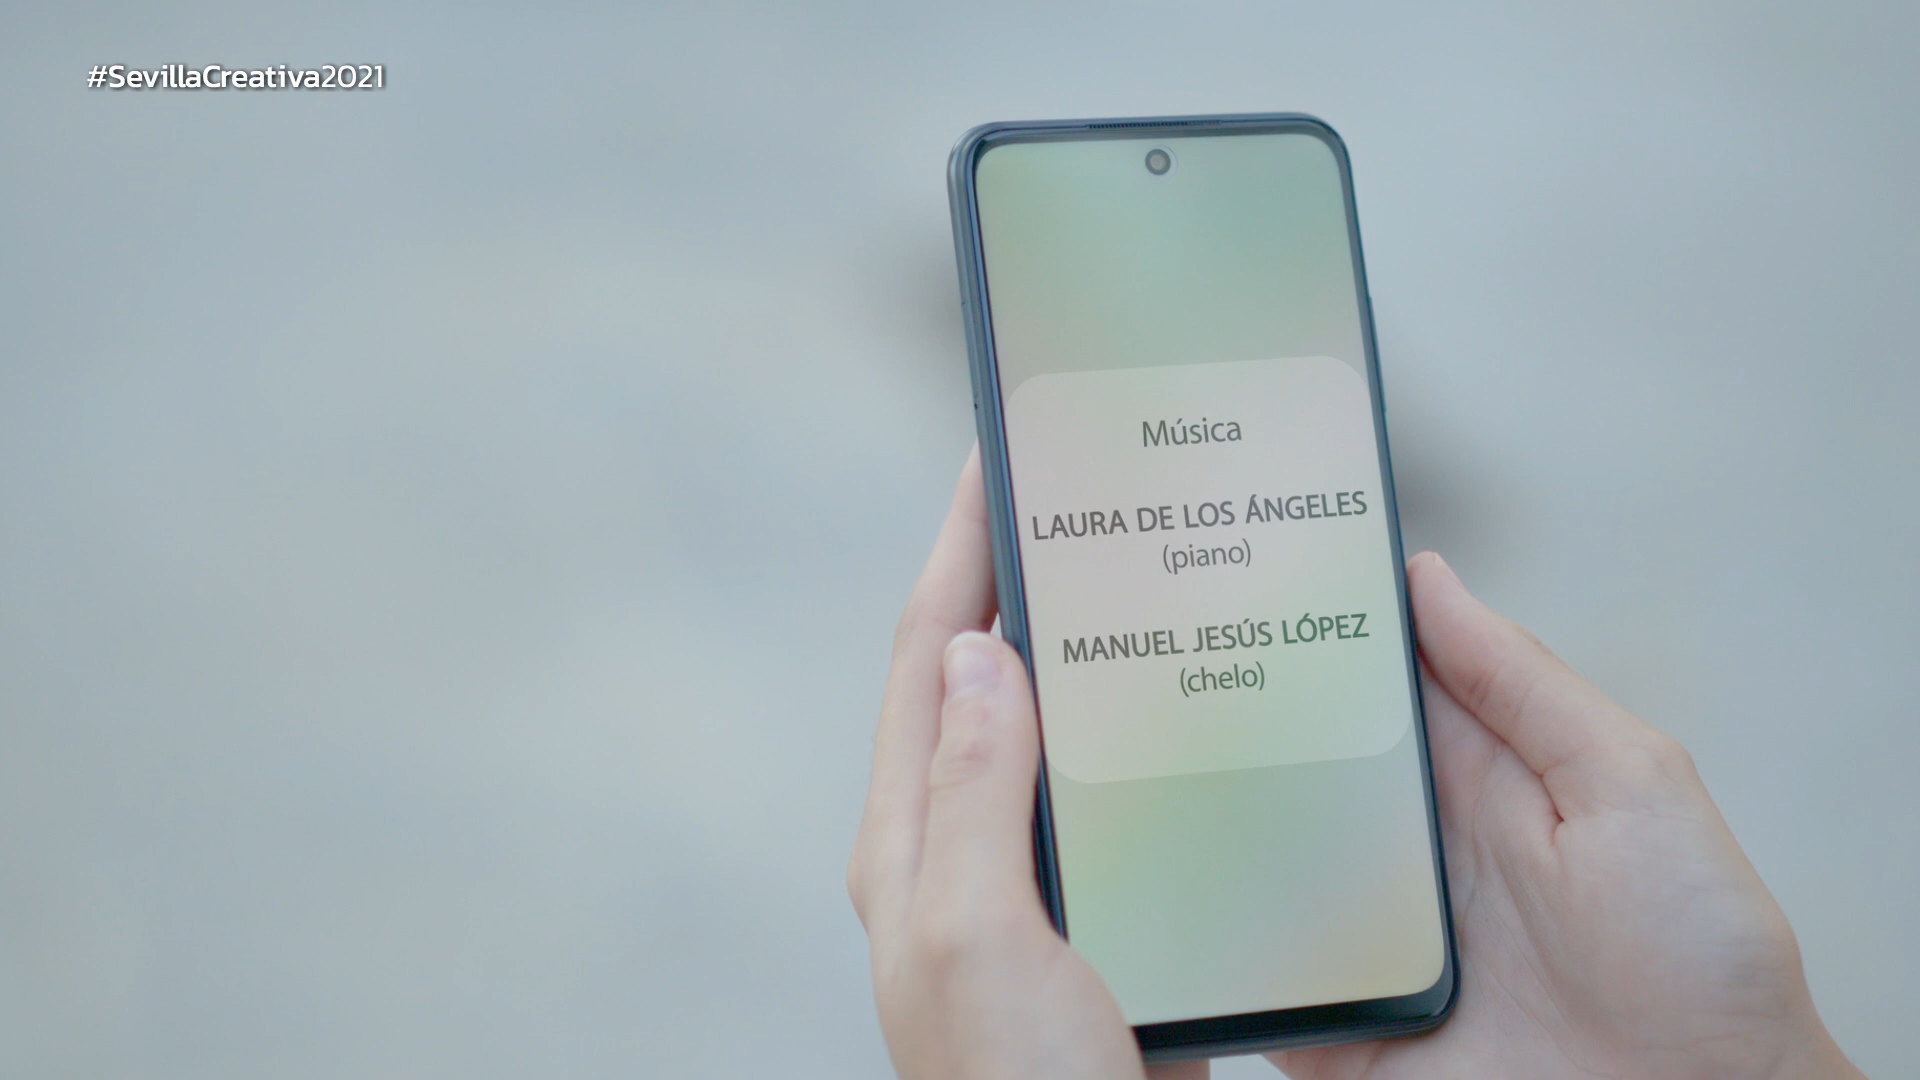 #SevillaCreativa2021
Música
LAURA DE LOS ÁNGELES
(piano)
MANUEL JESÚS LÓPEZ
(chelo)